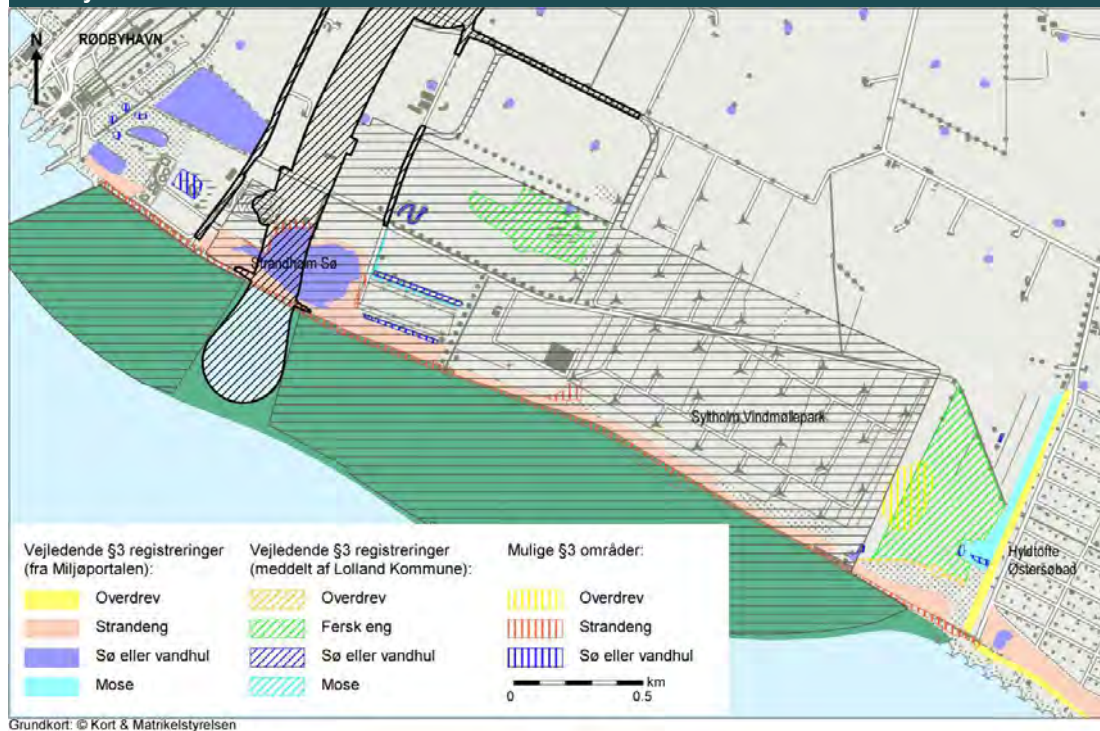 N
RØDBYHAVN
Strandholm Sø
Syltholm Vindmøllepark
Hyldtofte
Østersøbad
Vejledende §3 registreringer
(fra Miljøportalen):
Overdrev
Strandeng
Sø eller vandhul
Mose
Vejledende §3 registreringer
(meddelt af Lolland Kommune):
Overdrev
Fersk eng
Sø eller vandhul
Mose
Mulige §3 områder:
Overdrev
Strandeng
Sø eller vandhul
km
0 0.5
Grundkort: © Kort & Matrikelstyrelsen